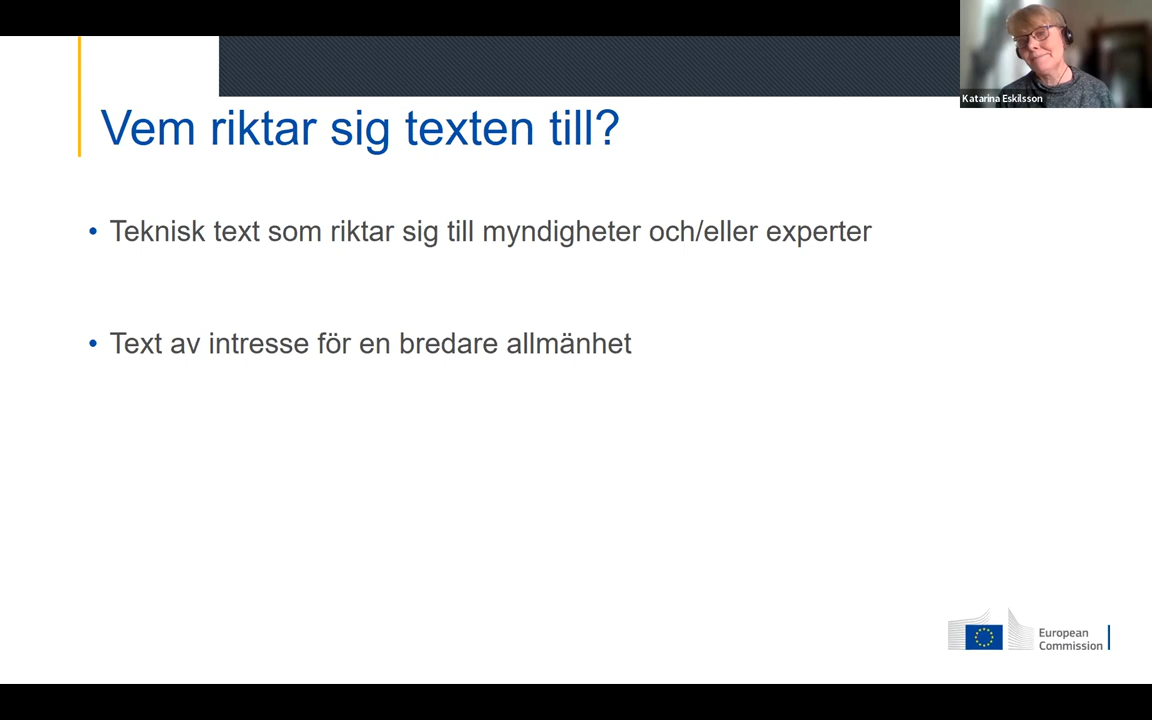 Katarina Eskilsson
Vem riktar sig texten till?
• Teknisk text som riktar sig till myndigheter och/eller experter
• Text av intresse för en bredare allmänhet
European
Commission